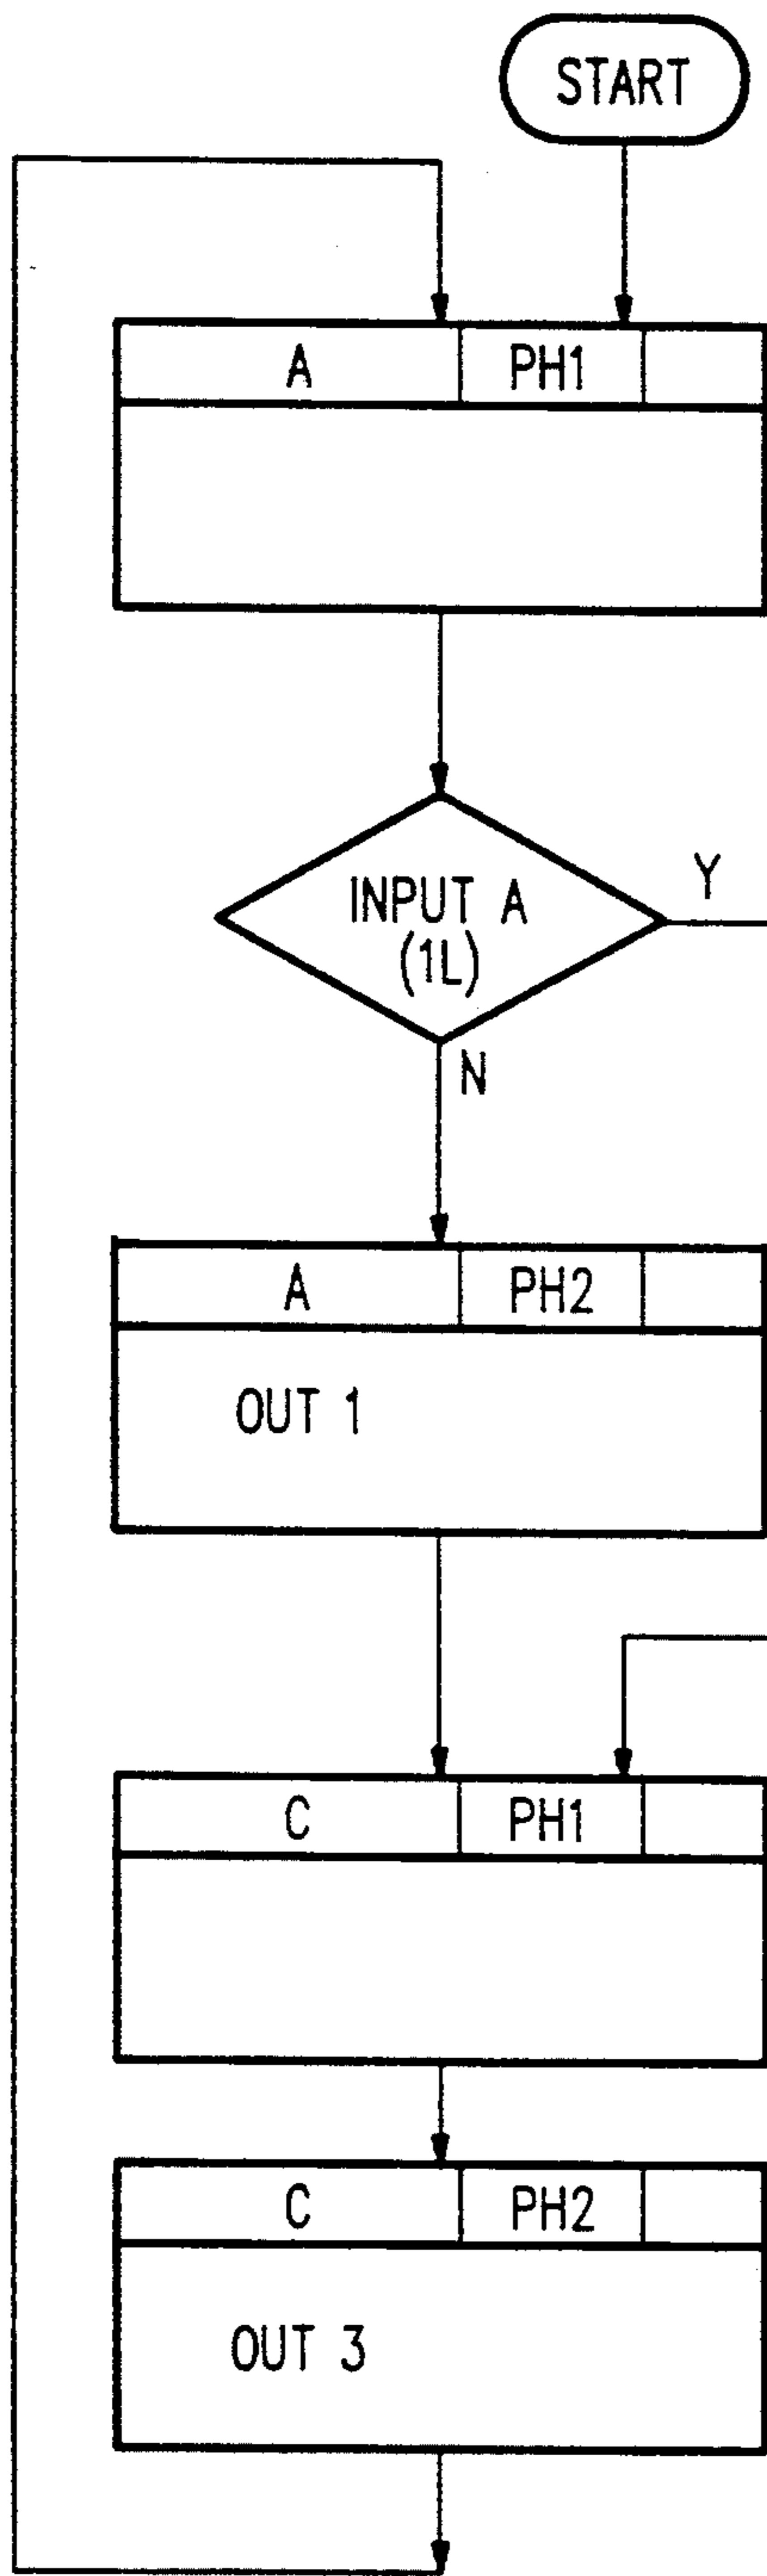 START
A PH1
INPUT A
(1L)
Y
N
A PH2
OUT 1
C PH1
C PH2
OUT 3